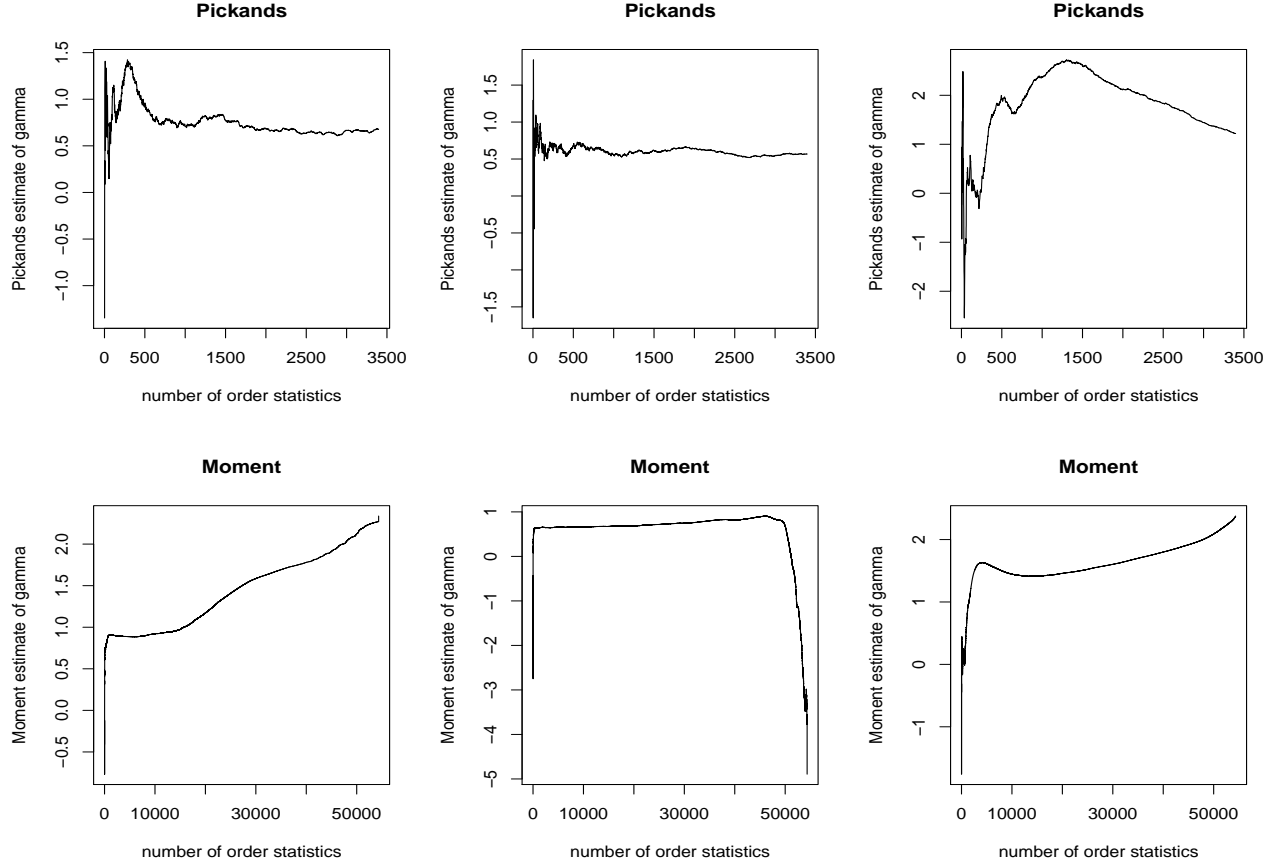 Pickands
Pickands estimate of gamma
1.5
1.0
0.5
0.0
−0.5
−1.0
0 500 1500 2500 3500
number of order statistics
Pickands
Pickands estimate of gamma
1.5
1.0
0.5
−0.5
−1.5
0 500 1500 2500 3500
number of order statistics
Pickands
Pickands estimate of gamma
2
1
0
−1
−2
0 500 1500 2500 3500
number of order statistics
Moment
Moment estimate of gamma
2.0
1.5
1.0
0.5
0.0
−0.5
0 10000 30000 50000
number of order statistics
Moment
Moment estimate of gamma
1
0
−1
−2
−3
−4
−5
0 10000 30000 50000
number of order statistics
Moment
Moment estimate of gamma
2
1
0
−1
0 10000 30000 50000
number of order statistics